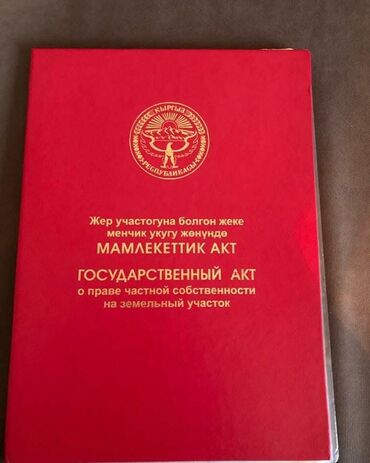 КЫРГЫЗ РЕСПУБЛИКАСЫ
Жер участогуна болгон жеке
менчик укугу жөнүндө
МАМЛЕКЕТТИК АКТ
ГОСУДАРСТВЕННЫЙ АКТ
о праве частной собственности
на земельный участок